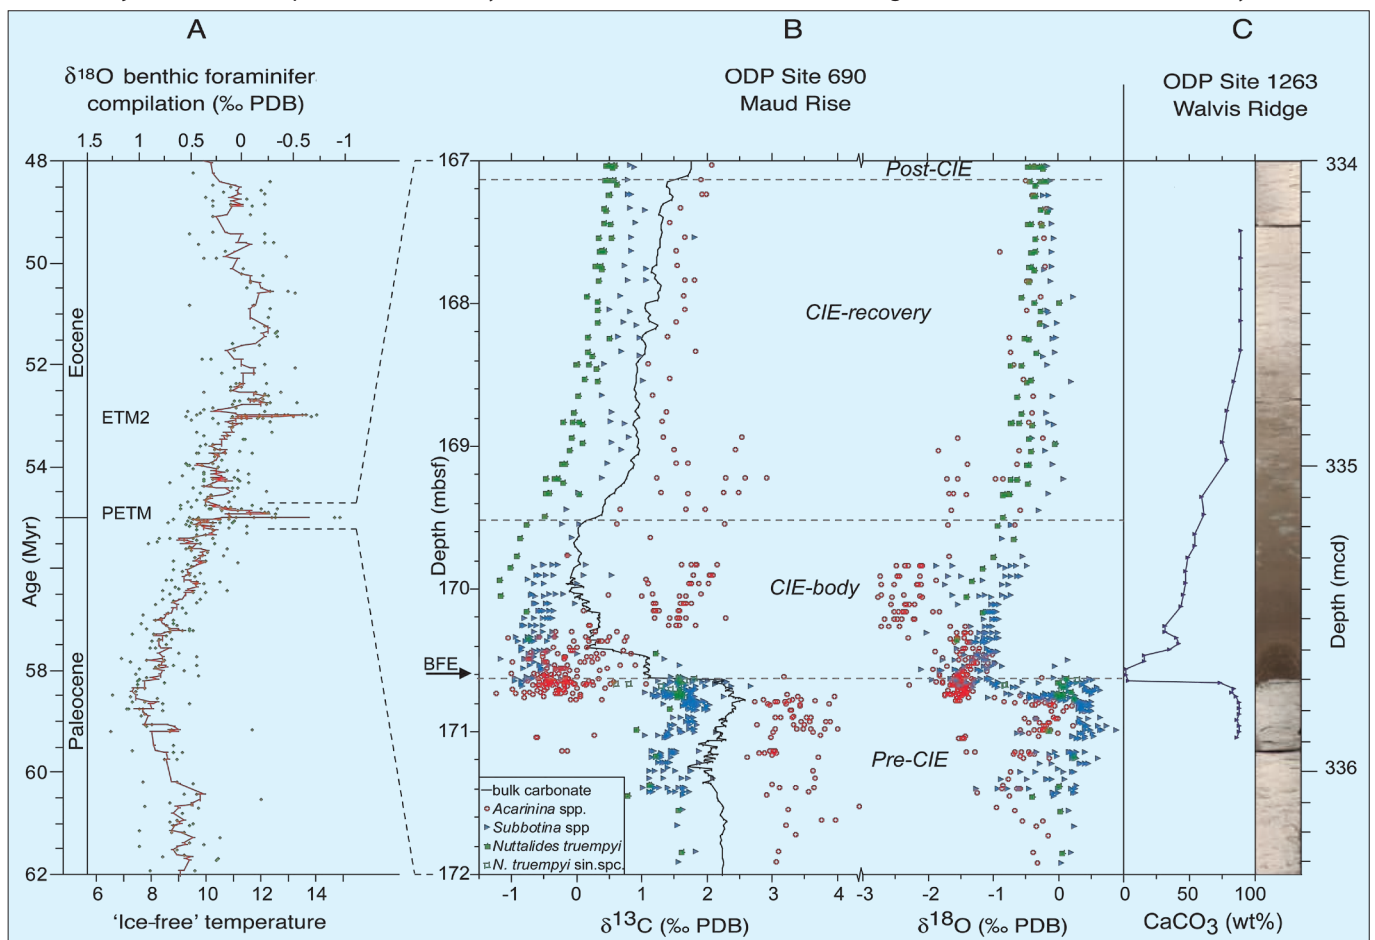 A
B
C
δ18O benthic foraminifer
compilation (‰ PDB)
ODP Site 690
Maud Rise
ODP Site 1263
Walvis Ridge
1.5 1 0.5 0 -0.5 -1
48
50
52
54
58
60
62
Age (Myr)
Eocene
Paleocene
ETM2
PETM
6 8 10 12 14
'Ice-free' temperature
167
168
169
170
171
172
Depth (mbsf)
BFE
Post-CIE
CIE-recovery
CIE-body
Pre-CIE
bulk carbonate
Acarinina spp.
Subbotina spp
Nuttalides truempyi
N. truempyi sin.spc.
-1 0 1 2 3 4
δ13C (‰ PDB)
-3 -2 -1 0
δ18O (‰ PDB)
0 50 100
CaCO3 (wt%)
334
335
336
Depth (mcd)